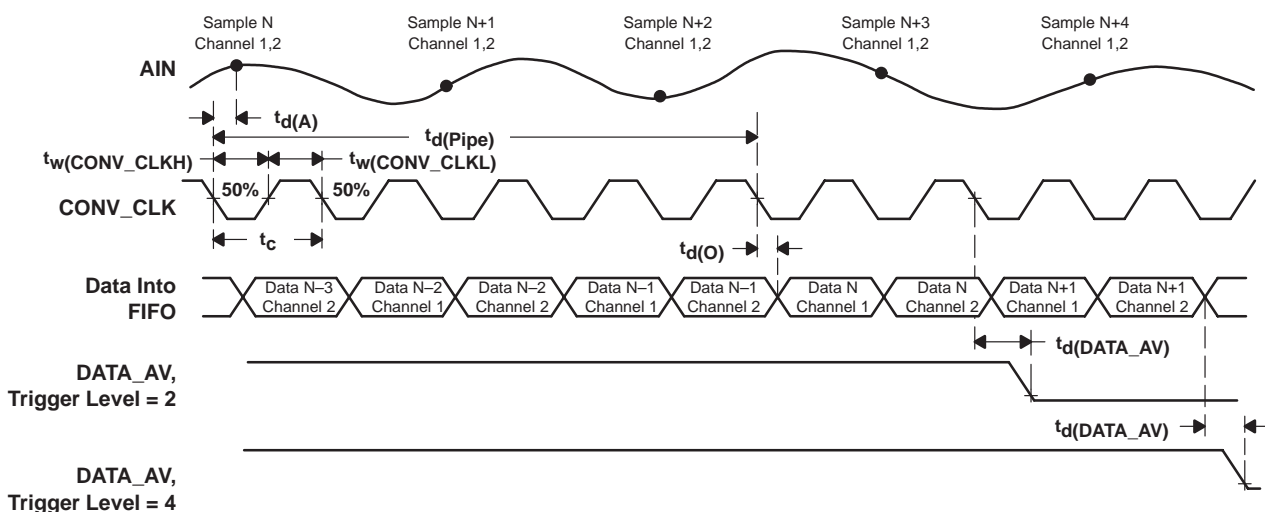 Sample N
Channel 1,2
Sample N+1
Channel 1,2
Sample N+2
Channel 1,2
Sample N+3
Channel 1,2
Sample N+4
Channel 1,2
AIN
td(A)
td(Pipe)
tw(CONV_CLKH)
tw(CONV_CLKL)
50%
50%
CONV_CLK
tc
td(O)
Data Into
FIFO
Data N–3
Channel 2
Data N–2
Channel 1
Data N–2
Channel 2
Data N–1
Channel 1
Data N–1
Channel 2
Data N
Channel 1
Data N
Channel 2
Data N+1
Channel 1
Data N+1
Channel 2
td(DATA_AV)
DATA_AV,
Trigger Level = 2
td(DATA_AV)
DATA_AV,
Trigger Level = 4